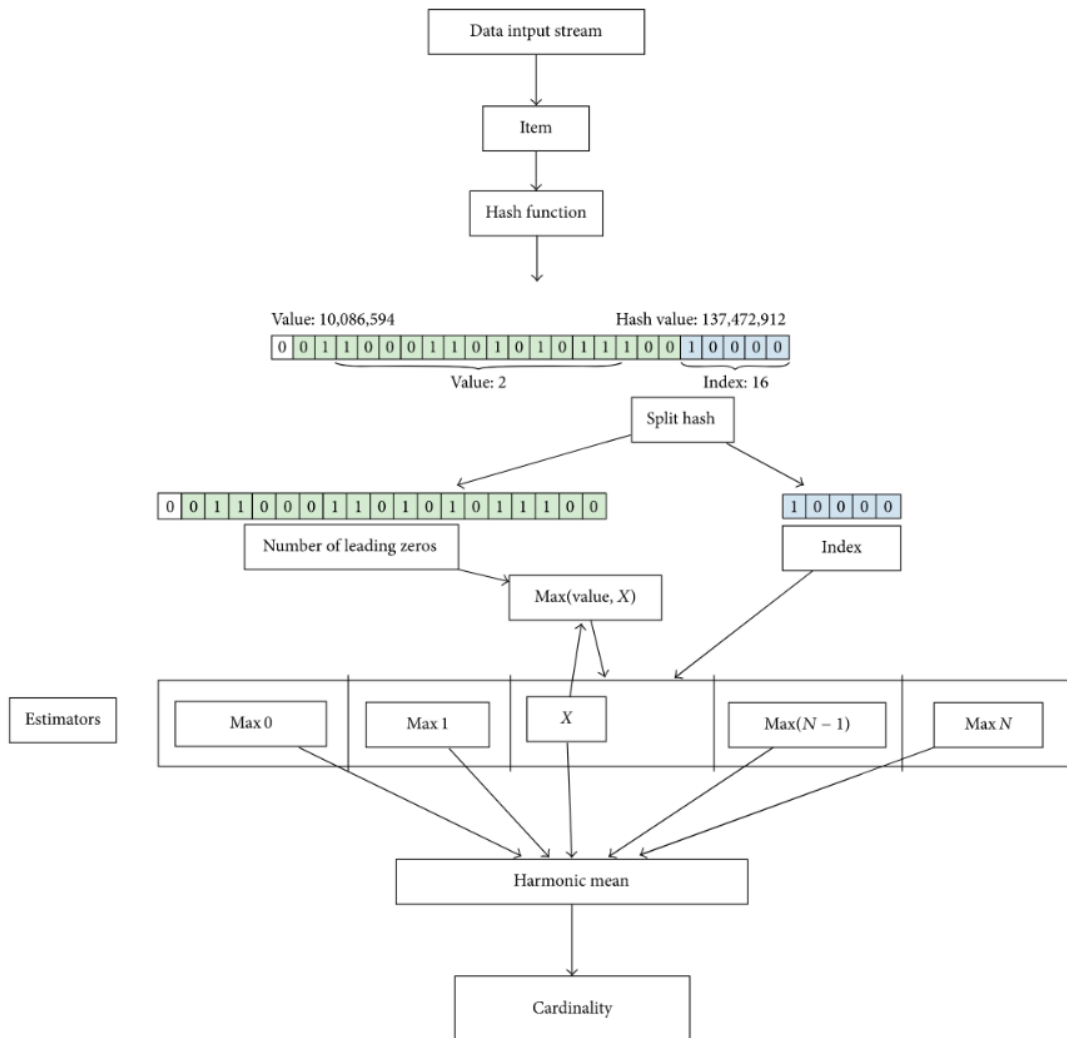 Data intput stream
Item
Hash function
Value: 10,086,594 Hash value: 137,472,912
0 0 1 1 0 0 0 1 1 0 1 0 1 0 1 1 1 0 0 1 0 0 0 0
Value: 2 Index: 16
Split hash
0 0 1 1 0 0 0 1 1 0 1 0 1 0 1 1 1 0 0 1 0 0 0 0
Number of leading zeros Index
Max(value, X)
Estimators Max 0 Max 1 X Max(N − 1) Max N
Harmonic mean
Cardinality